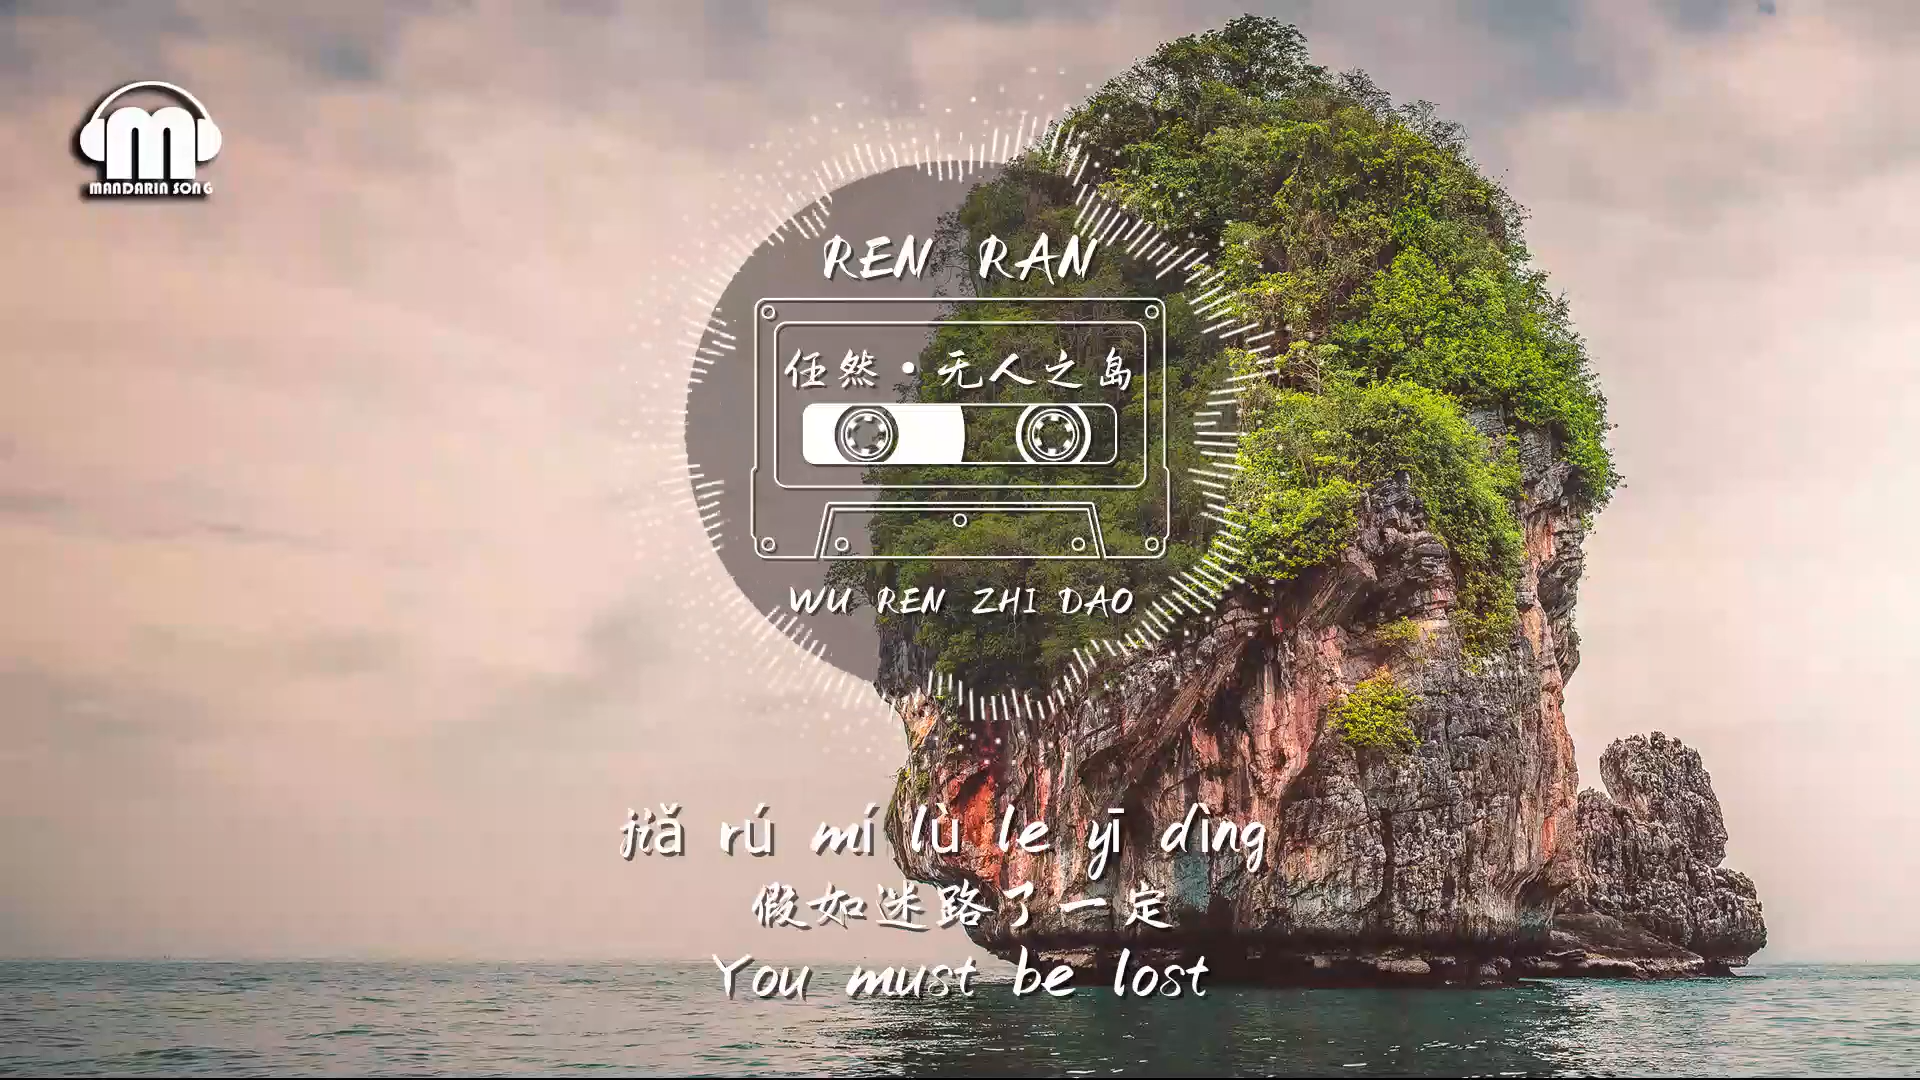 MANDARIN SONG
REN RAN
任然·无人之岛
WU REN ZHI DAO
jiǎ rú mí lù le yī dìng
假如迷路了一定
You must be lost